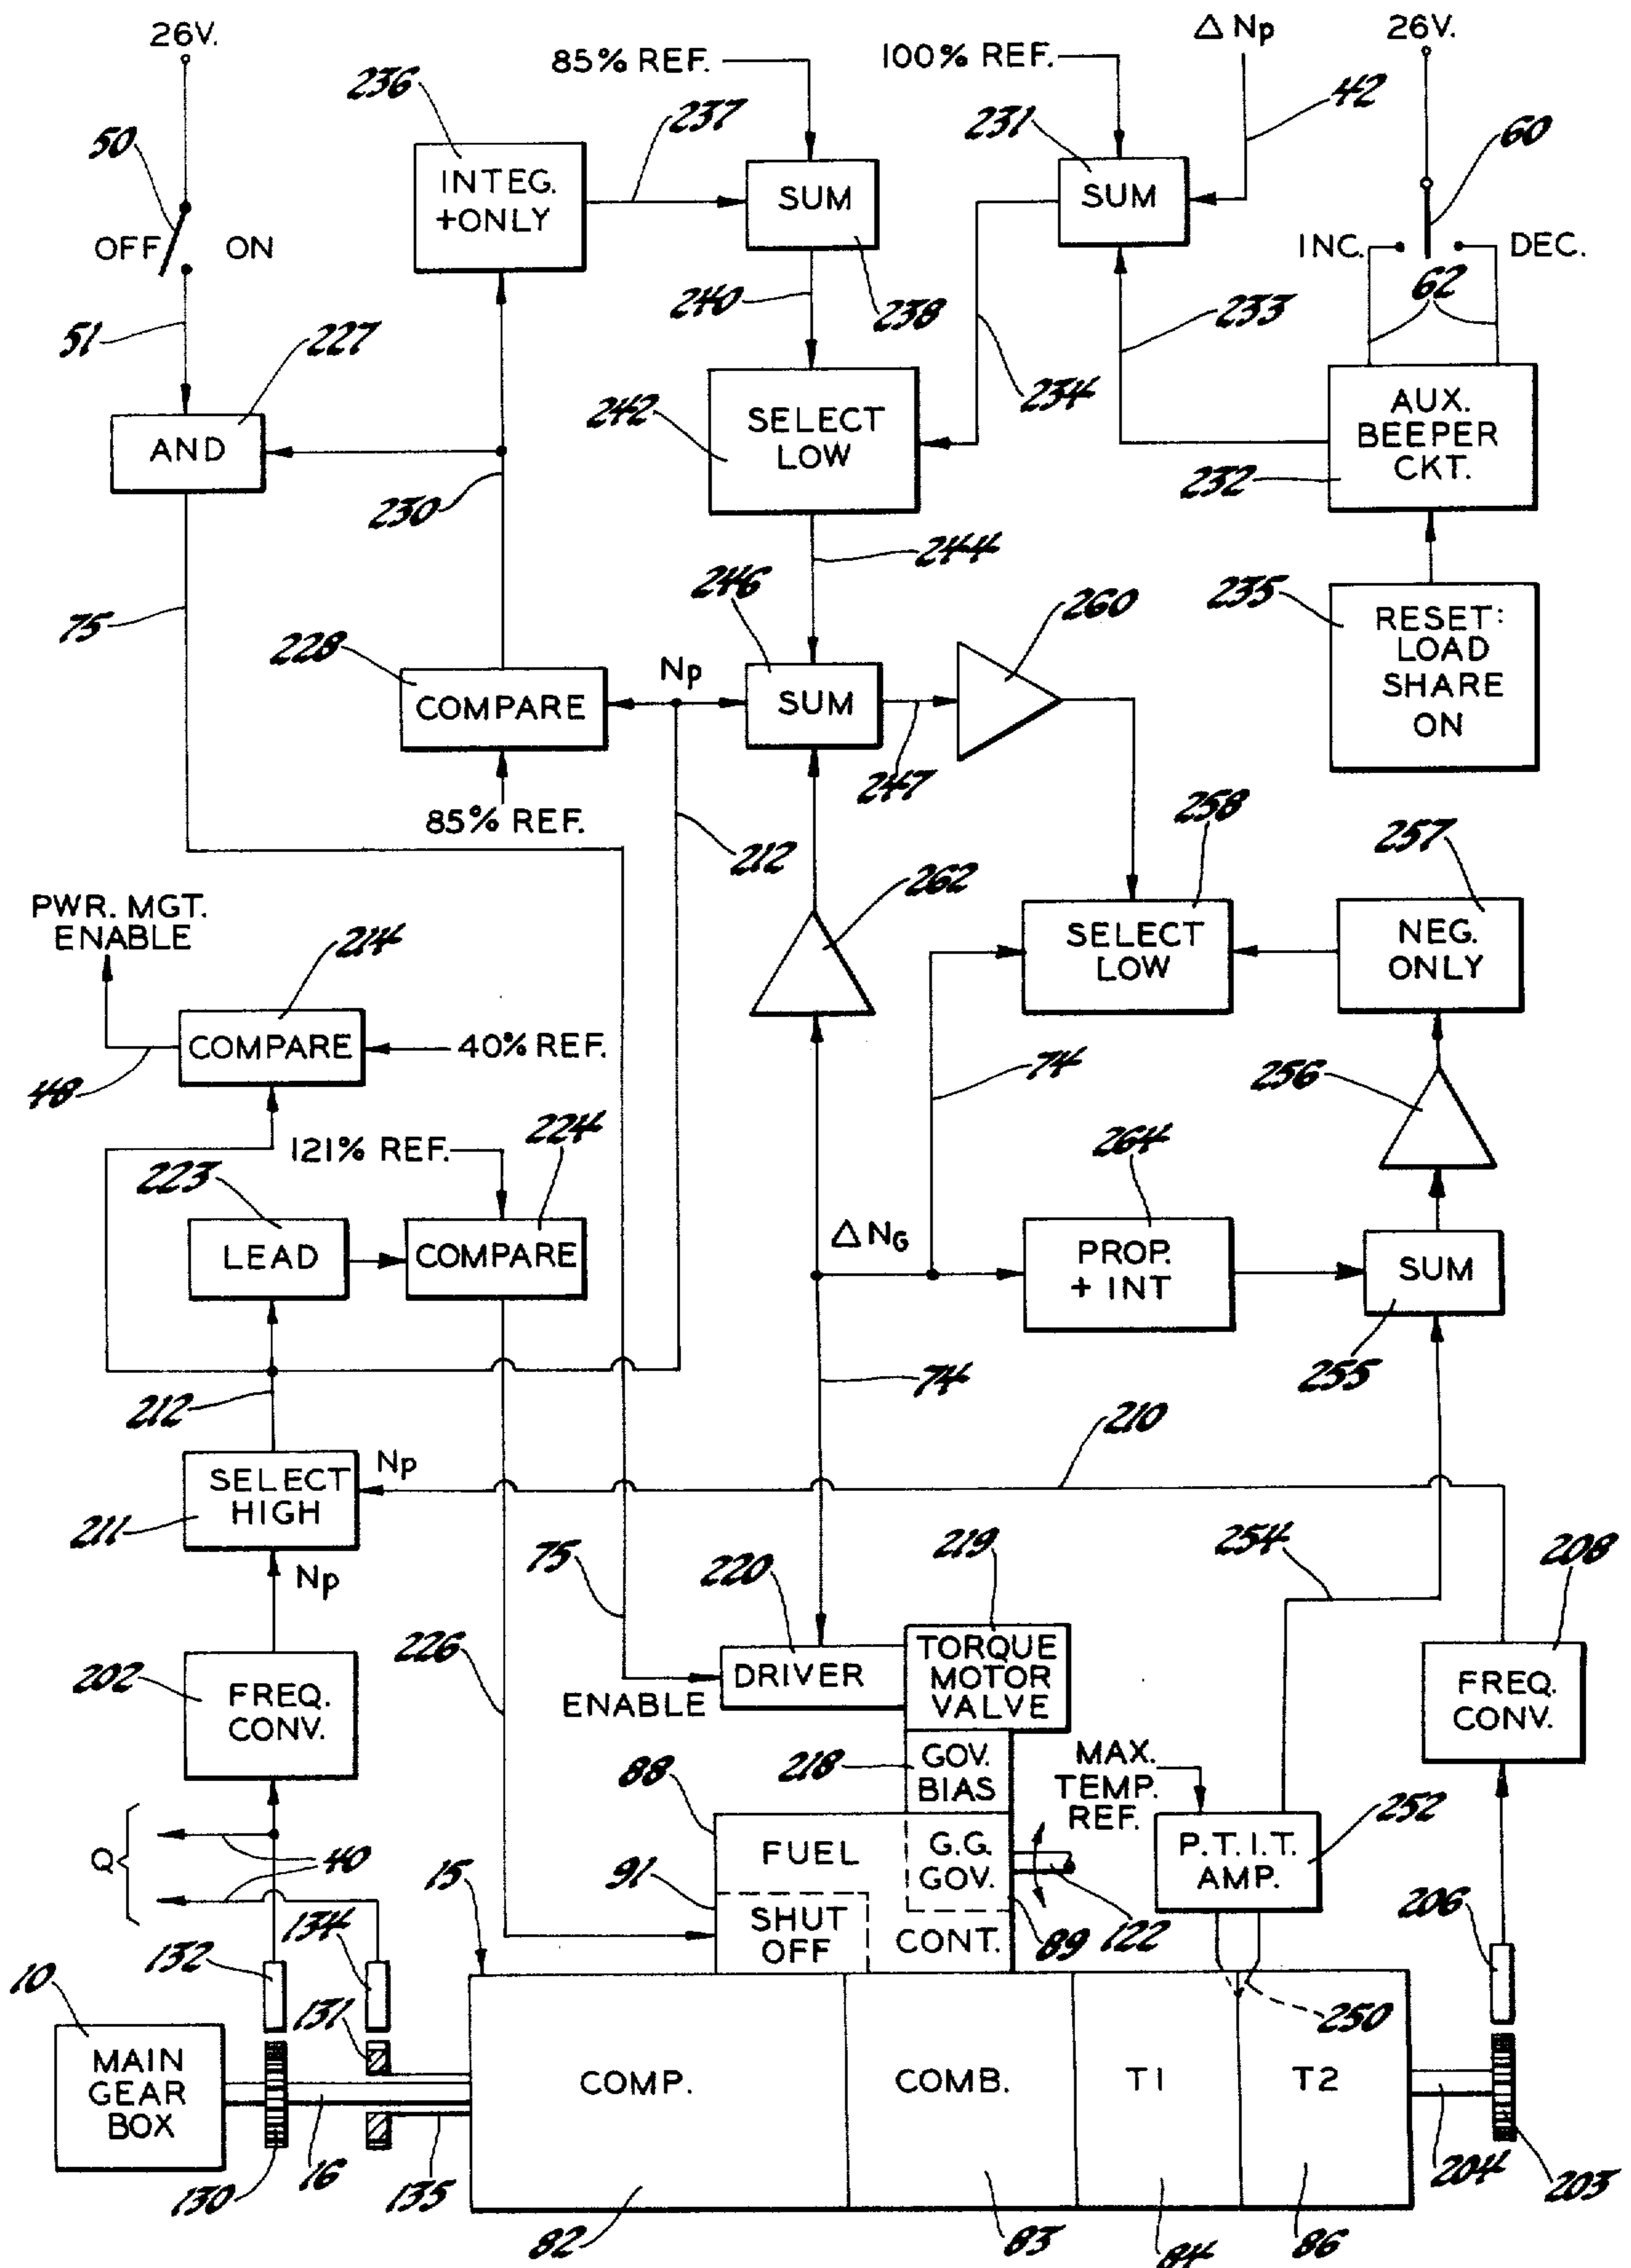 26V.
85% REF.
100% REF.
Δ Np
26V.
236
237
231
42
50
60
INTEG.
+ONLY
SUM
SUM
OFF
ON
INC.
DEC.
62
240
238
233
51
227
234
242
AND
SELECT
LOW
AUX.
BEEPER
CKT.
232
230
244
246
235
75
260
RESET:
LOAD
SHARE
ON
228
Np
COMPARE
SUM
247
85% REF.
212
258
257
PWR. MGT.
ENABLE
262
214
SELECT
LOW
NEG.
ONLY
COMPARE
40% REF.
48
74
256
224
121% REF.
264
223
Δ NG
LEAD
COMPARE
PROP.
+ INT
SUM
74
255
212
210
Np
SELECT
HIGH
211
219
254
208
75
220
Np
226
TORQUE
MOTOR
VALVE
202
DRIVER
FREQ.
CONV.
FREQ.
CONV.
ENABLE
218
GOV.
BIAS
MAX.
TEMP.
REF.
88
252
Q
40
FUEL
G.G.
GOV.
P.T.I.T.
AMP.
15
91
206
134
SHUT
OFF
CONT.
89
122
132
10
131
250
MAIN
GEAR
BOX
COMP.
COMB.
T1
T2
130
16
135
204
203
82
83
84
86